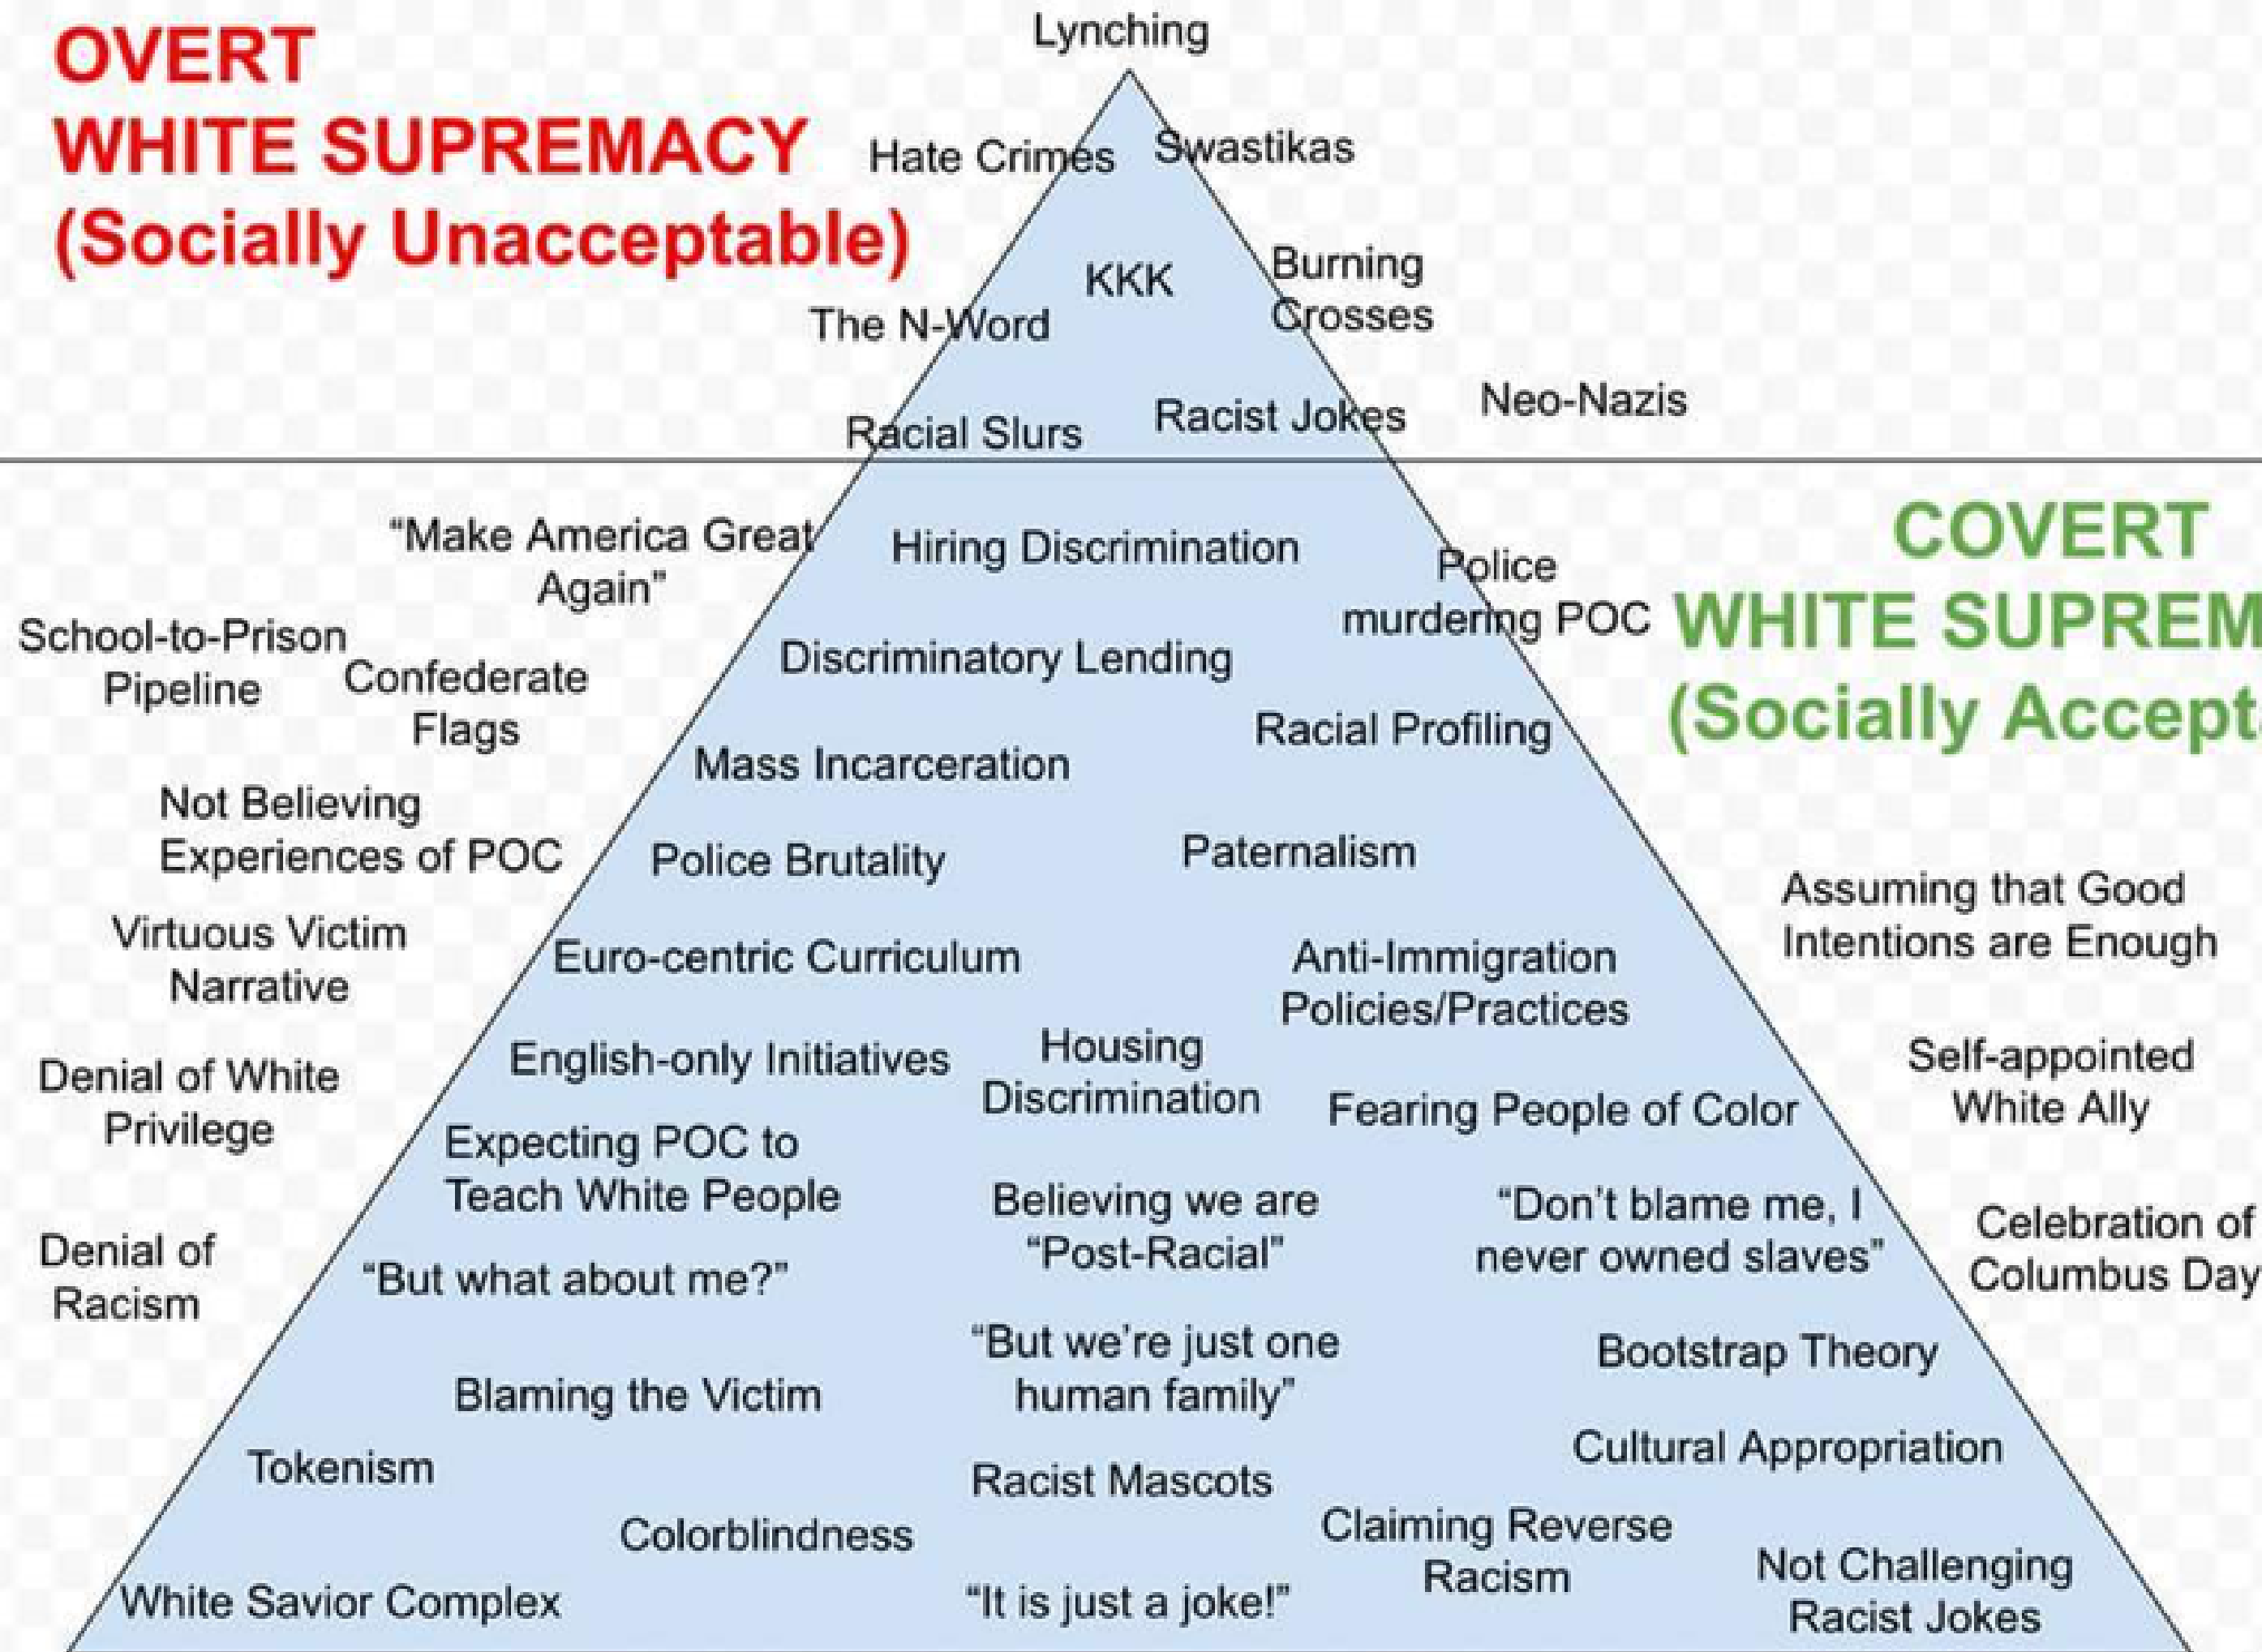 Lynching
OVERT
WHITE SUPREMACY
(Socially Unacceptable)
Hate Crimes
Swastikas
KKK
Burning
Crosses
The N-Word
Neo-Nazis
Racist Jokes
Racial Slurs
“Make America Great
Again”
Hiring Discrimination
Police
murdering POC
COVERT
WHITE SUPREM
(Socially Accept
School-to-Prison
Pipeline
Confederate
Flags
Discriminatory Lending
Racial Profiling
Mass Incarceration
Not Believing
Experiences of POC
Police Brutality
Paternalism
Assuming that Good
Intentions are Enough
Virtuous Victim
Narrative
Euro-centric Curriculum
Anti-Immigration
Policies/Practices
English-only Initiatives
Housing
Discrimination
Self-appointed
White Ally
Denial of White
Privilege
Fearing People of Color
Expecting POC to
Teach White People
Believing we are
“Post-Racial”
“Don’t blame me, I
never owned slaves”
Celebration of
Columbus Day
Denial of
Racism
“But what about me?”
“But we’re just one
human family”
Bootstrap Theory
Blaming the Victim
Cultural Appropriation
Tokenism
Racist Mascots
Colorblindness
Claiming Reverse
Racism
Not Challenging
Racist Jokes
White Savior Complex
“It is just a joke!”